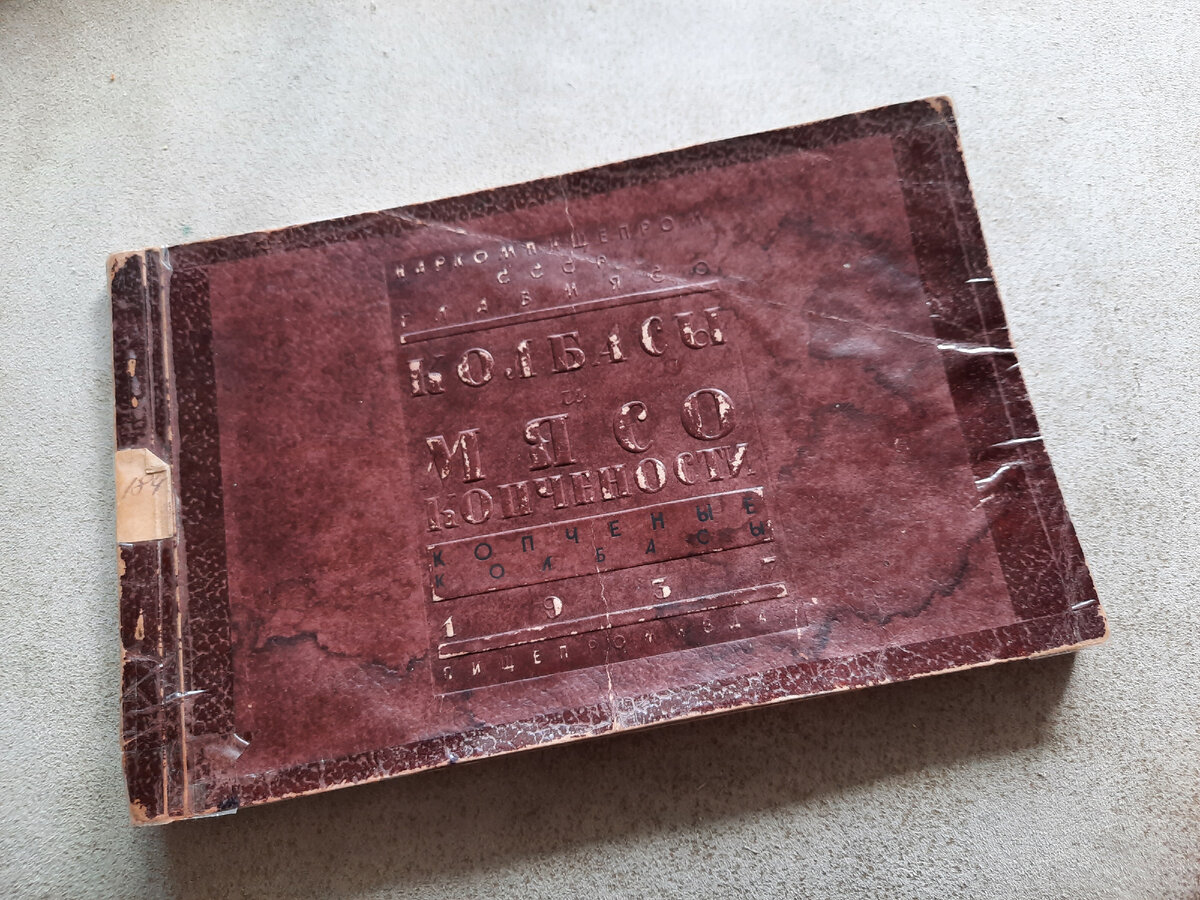 НАРКОМПИЩЕПРОМ
СССР
ГЛАВМЯСО
КОЛБАСЫ
и
МЯСО
КОПЧЕНОСТИ
КОПЧЕНЫЕ
КОЛБАСЫ
193
ПИЩЕПРОМИЗДАТ